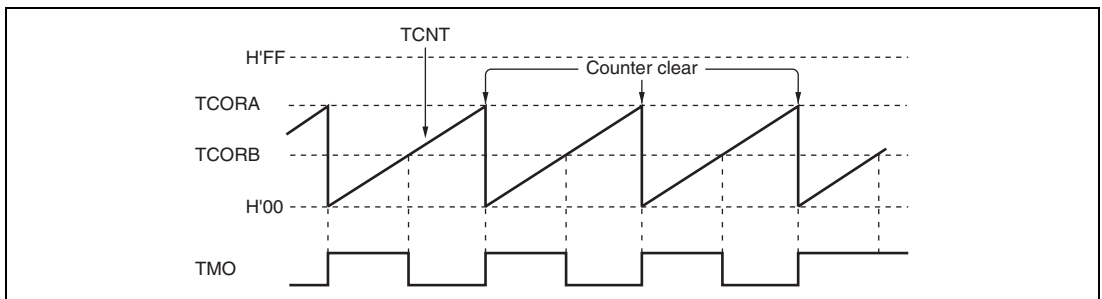 TCNT
H'FF
Counter clear
TCORA
TCORB
H'00
TMO